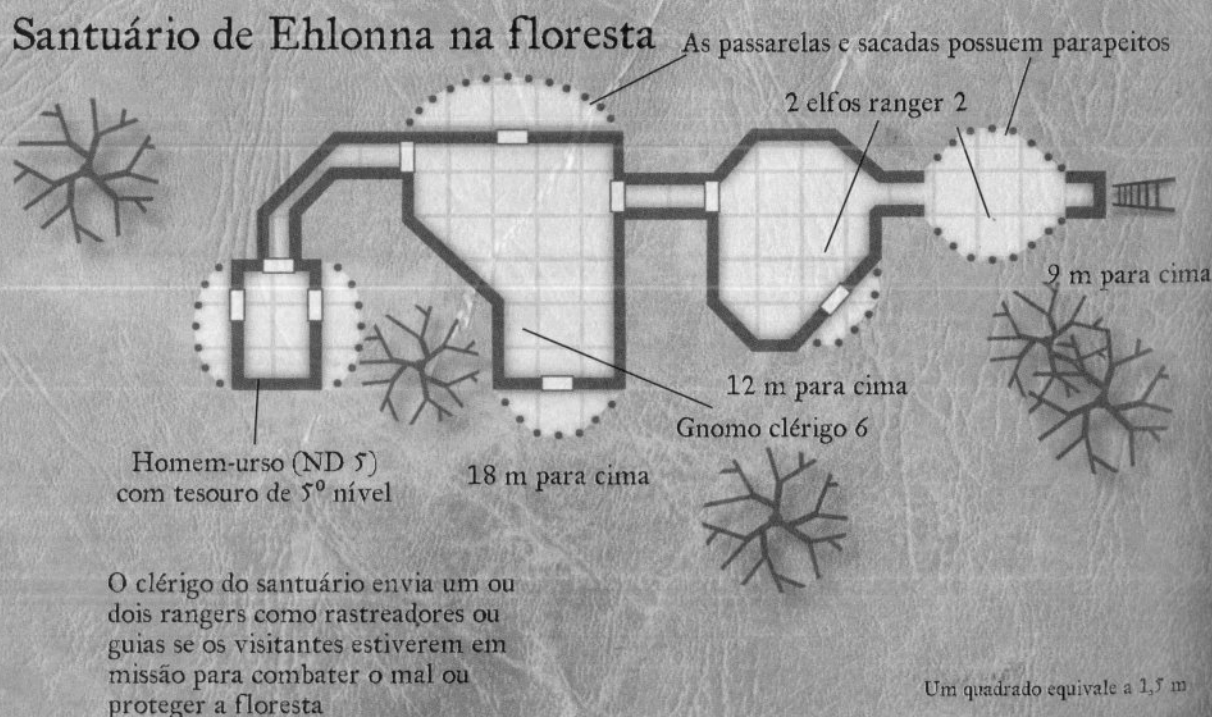 Santuário de Ehlonna na floresta
As passarelas e sacadas possuem parapeitos
2 elfos ranger 2
9 m para cima
12 m para cima
Gnomo clérigo 6
Homem-urso (ND 5)
com tesouro de 5º nível
18 m para cima
O clérigo do santuário envia um ou
dois rangers como rastreadores ou
guias se os visitantes estiverem em
missão para combater o mal ou
proteger a floresta
Um quadrado equivale a 1,5 m